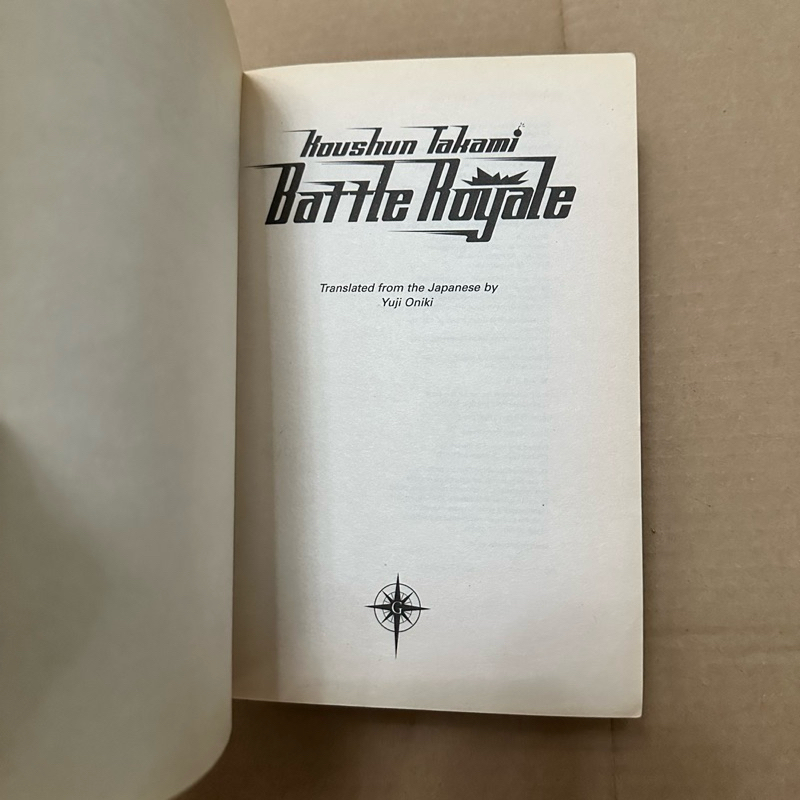 Koushun Takami
Battle Royale
Translated from the Japanese by
Yuji Oniki
G